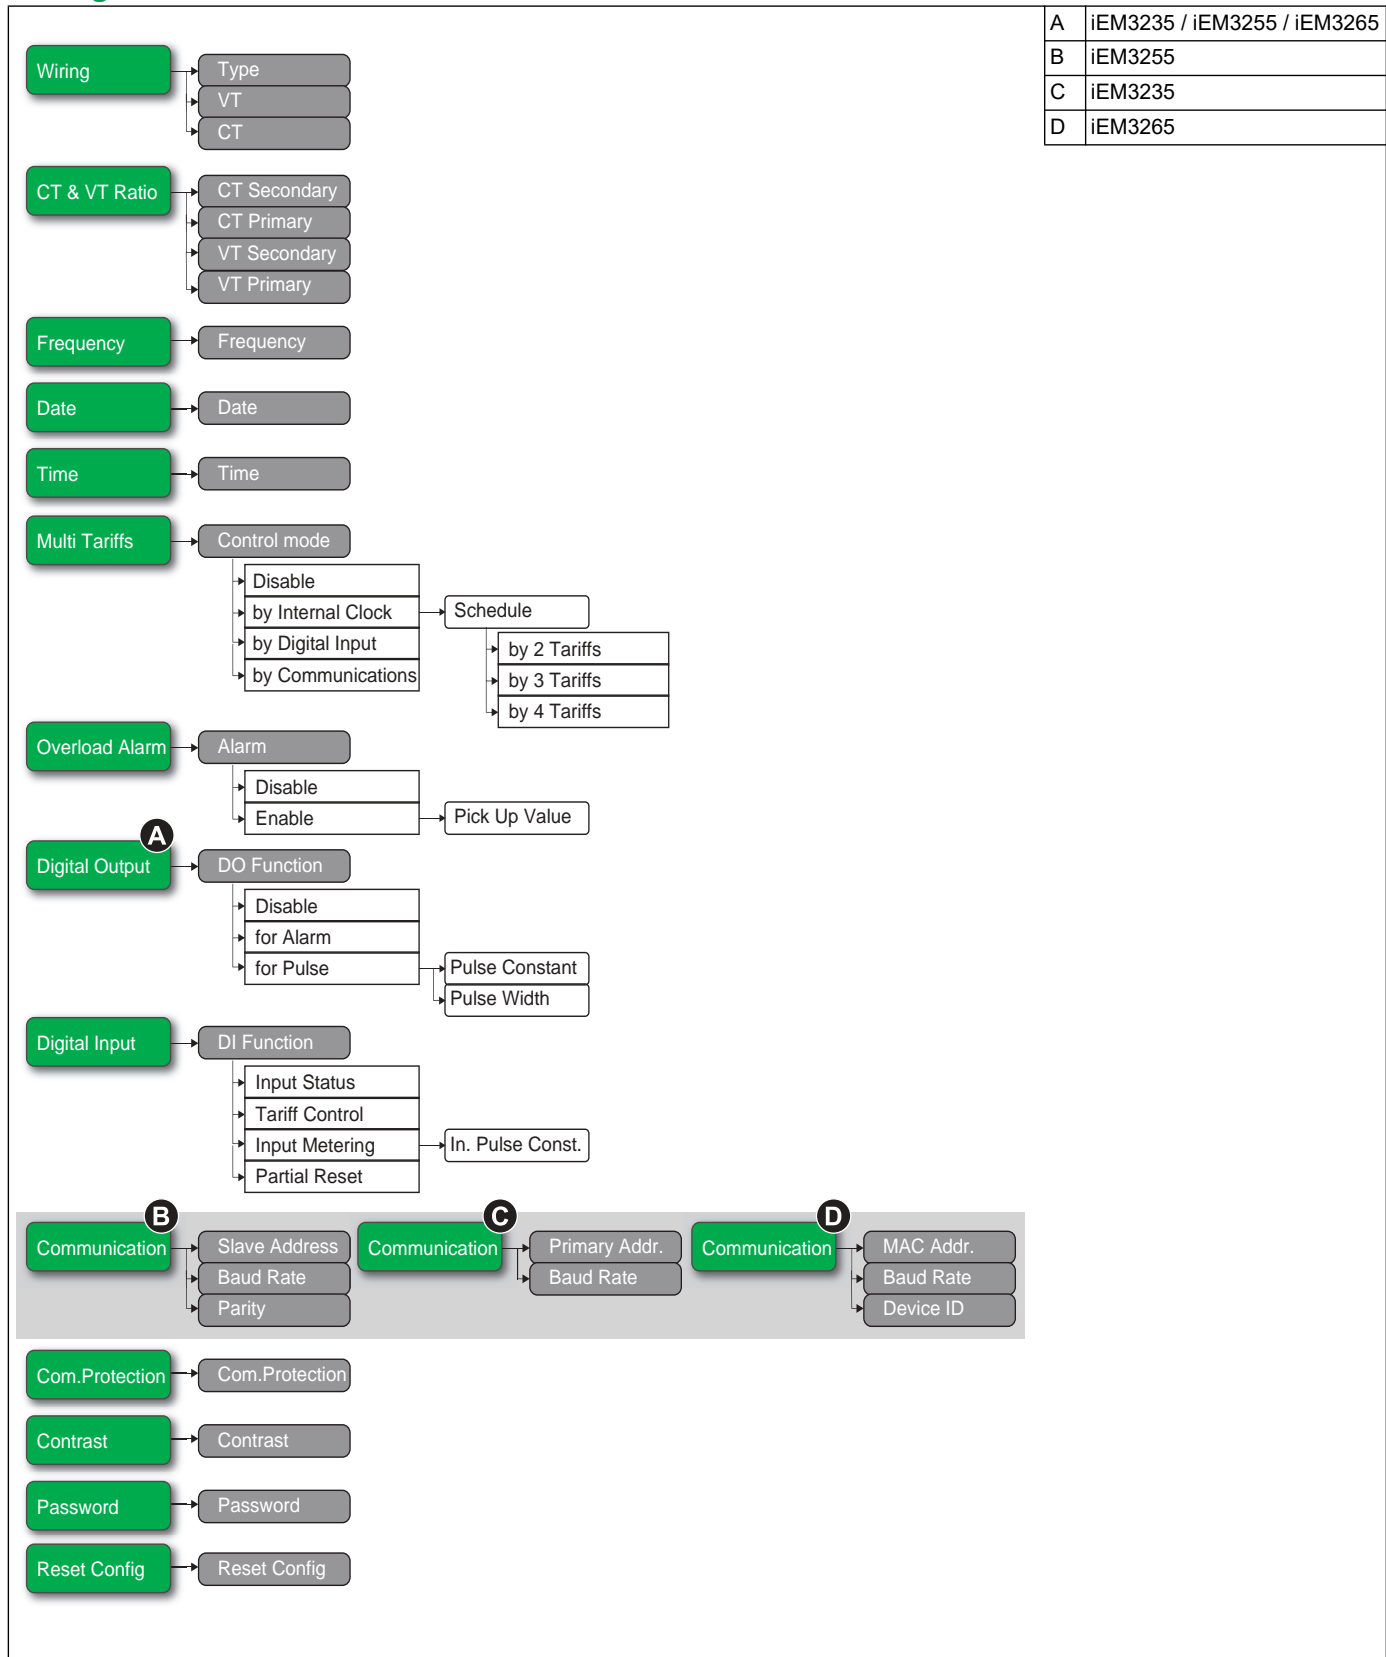 A iEM3235 / iEM3255 / iEM3265
B iEM3255
C iEM3235
D iEM3265
Wiring Type
VT
CT
CT & VT Ratio CT Secondary
CT Primary
VT Secondary
VT Primary
Frequency Frequency
Date Date
Time Time
Multi Tariffs Control mode
Disable
by Internal Clock Schedule
by Digital Input
by Communications
by 2 Tariffs
by 3 Tariffs
by 4 Tariffs
Overload Alarm Alarm
Disable
Enable Pick Up Value
A
Digital Output DO Function
Disable
for Alarm
for Pulse Pulse Constant
Pulse Width
Digital Input DI Function
Input Status
Tariff Control
Input Metering In. Pulse Const.
Partial Reset
B
Communication Slave Address
Baud Rate
Parity
C
Communication Primary Addr.
Baud Rate
D
Communication MAC Addr.
Baud Rate
Device ID
Com.Protection Com.Protection
Contrast Contrast
Password Password
Reset Config Reset Config